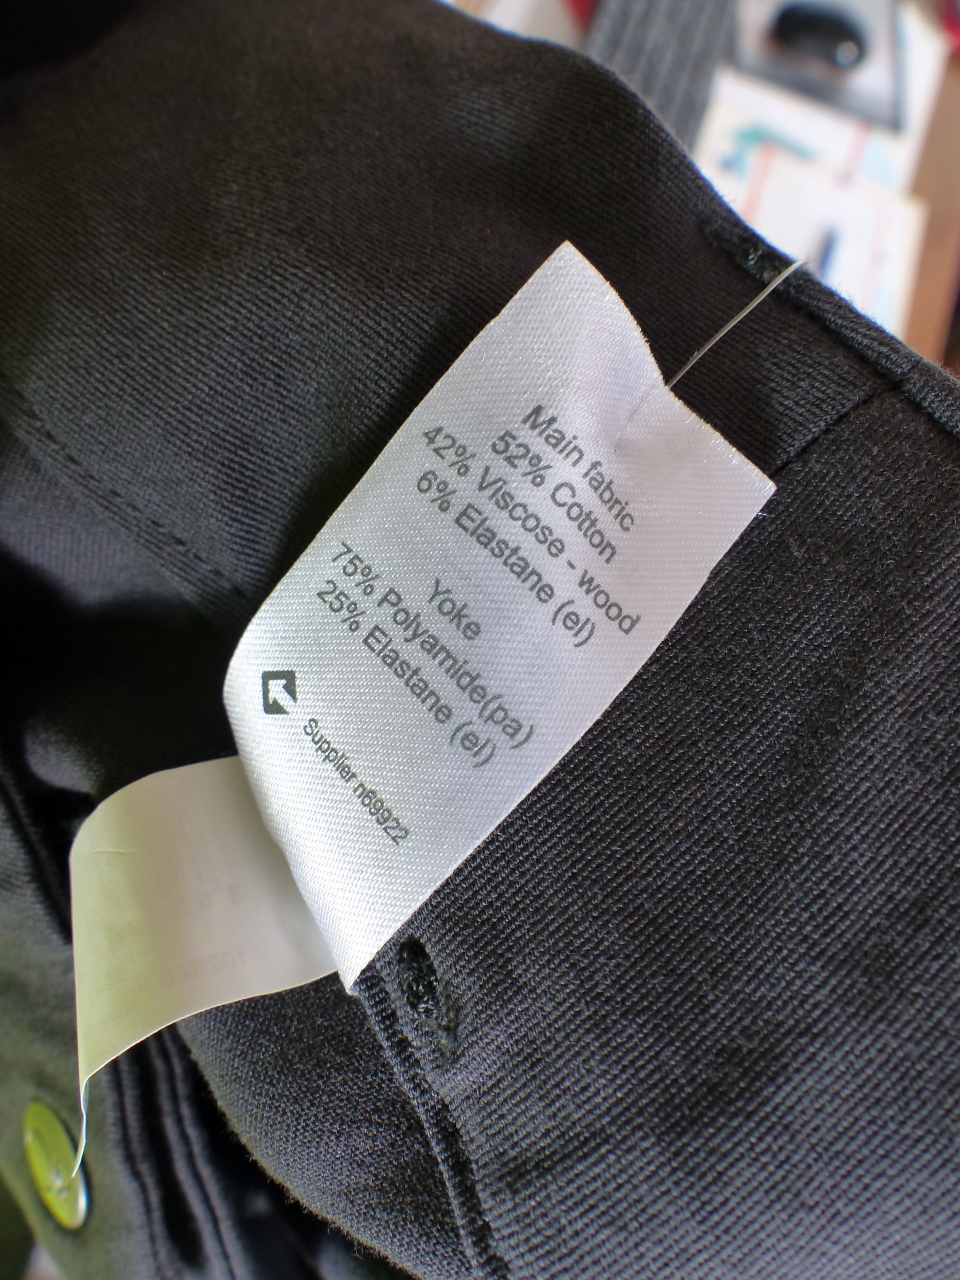 Main fabric
52% Cotton
42% Viscose - wood
6% Elastane (el)
Yoke
75% Polyamide(pa)
25% Elastane (el)
Supplier n69922